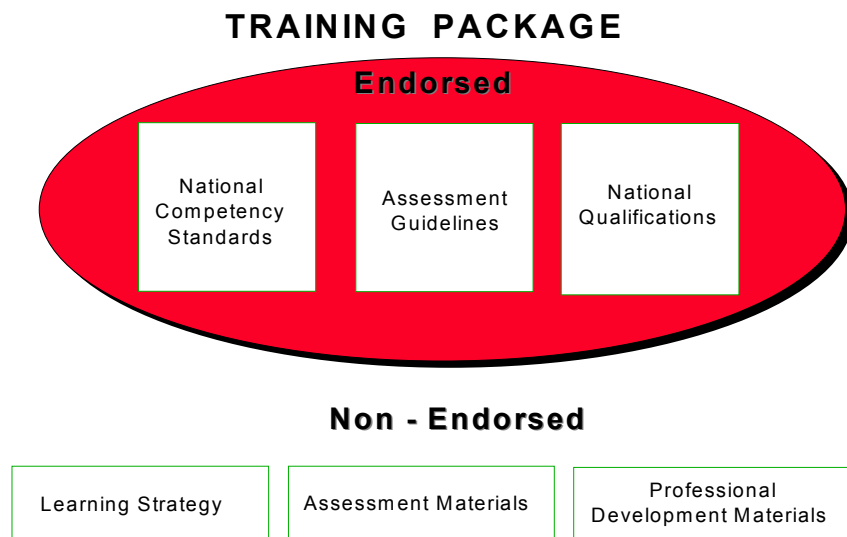 TRAINING PACKAGE
Endorsed
National
Competency
Standards
Assessment
Guidelines
National
Qualifications
Non - Endorsed
Learning Strategy
Assessment Materials
Professional
Development Materials